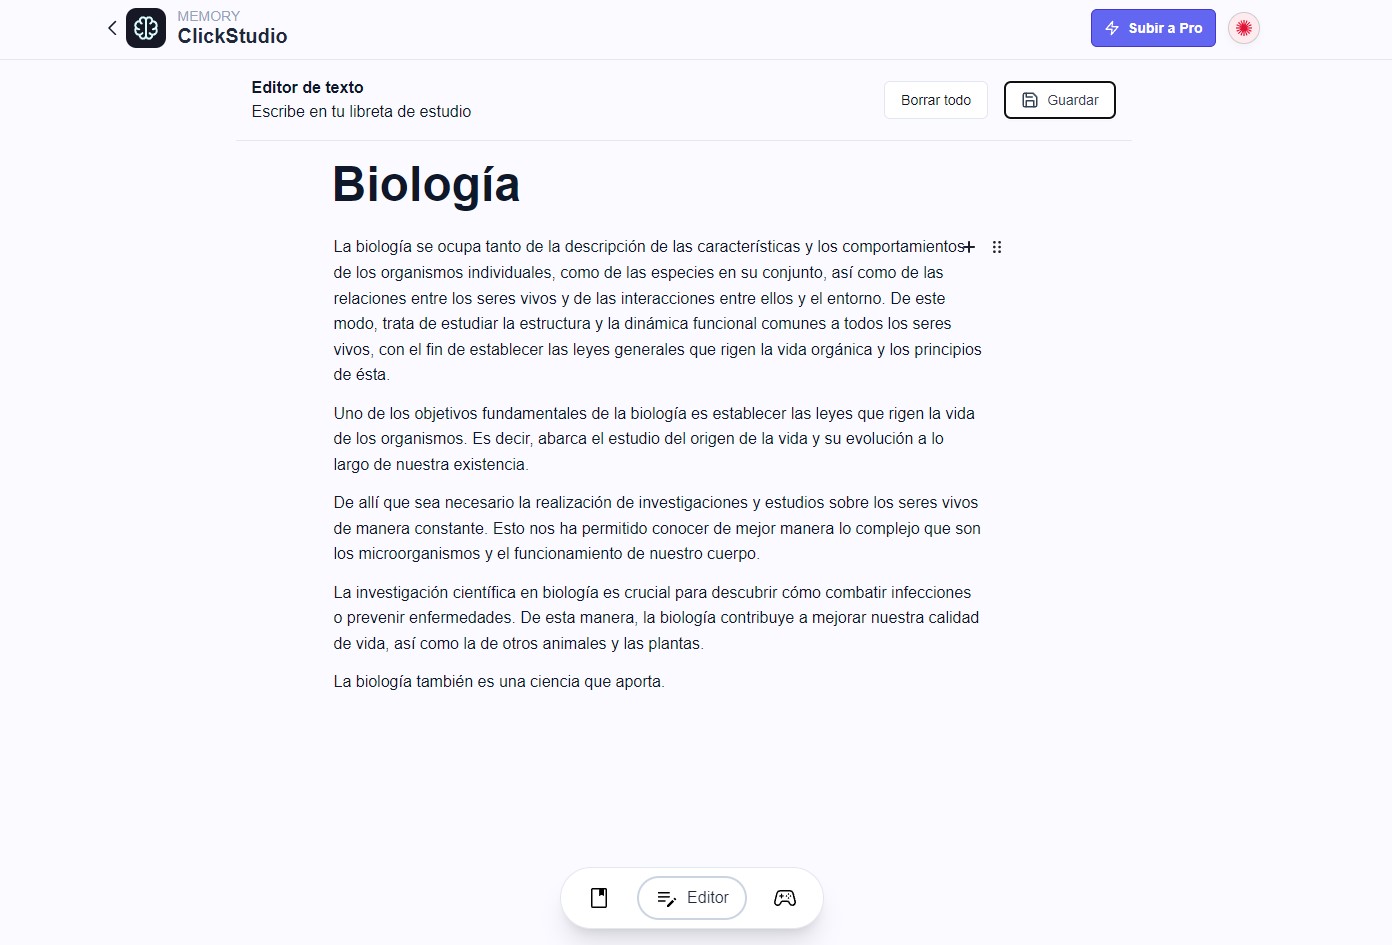 MEMORY
ClickStudio
Subir a Pro
Editor de texto
Escribe en tu libreta de estudio
Borrar todo
Guardar
Biología
La biología se ocupa tanto de la descripción de las características y los comportamientos
de los organismos individuales, como de las especies en su conjunto, así como de las
relaciones entre los seres vivos y de las interacciones entre ellos y el entorno. De este
modo, trata de estudiar la estructura y la dinámica funcional comunes a todos los seres
vivos, con el fin de establecer las leyes generales que rigen la vida orgánica y los principios
de ésta.
Uno de los objetivos fundamentales de la biología es establecer las leyes que rigen la vida
de los organismos. Es decir, abarca el estudio del origen de la vida y su evolución a lo
largo de nuestra existencia.
De allí que sea necesario la realización de investigaciones y estudios sobre los seres vivos
de manera constante. Esto nos ha permitido conocer de mejor manera lo complejo que son
los microorganismos y el funcionamiento de nuestro cuerpo.
La investigación científica en biología es crucial para descubrir cómo combatir infecciones
o prevenir enfermedades. De esta manera, la biología contribuye a mejorar nuestra calidad
de vida, así como la de otros animales y las plantas.
La biología también es una ciencia que aporta.
Editor